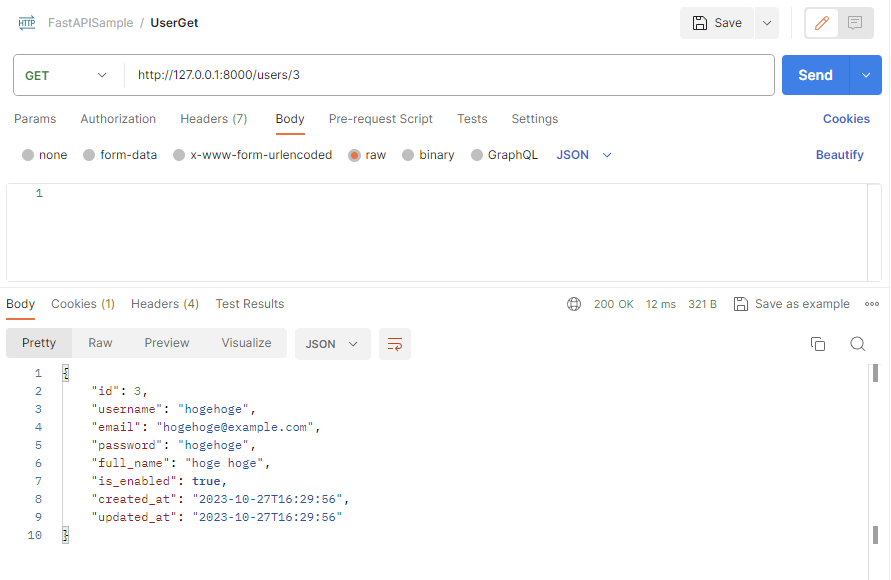 HTTP FastAPISample / UserGet Save
GET http://127.0.0.1:8000/users/3 Send
Params Authorization Headers (7) Body Pre-request Script Tests Settings Cookies
none form-data x-www-form-urlencoded raw binary GraphQL JSON Beautify
1
Body Cookies (1) Headers (4) Test Results 200 OK 12 ms 321 B Save as example
Pretty Raw Preview Visualize JSON
1 {
2 "id": 3,
3 "username": "hogehoge",
4 "email": "hogehoge@example.com",
5 "password": "hogehoge",
6 "full_name": "hoge hoge",
7 "is_enabled": true,
8 "created_at": "2023-10-27T16:29:56",
9 "updated_at": "2023-10-27T16:29:56"
10 }